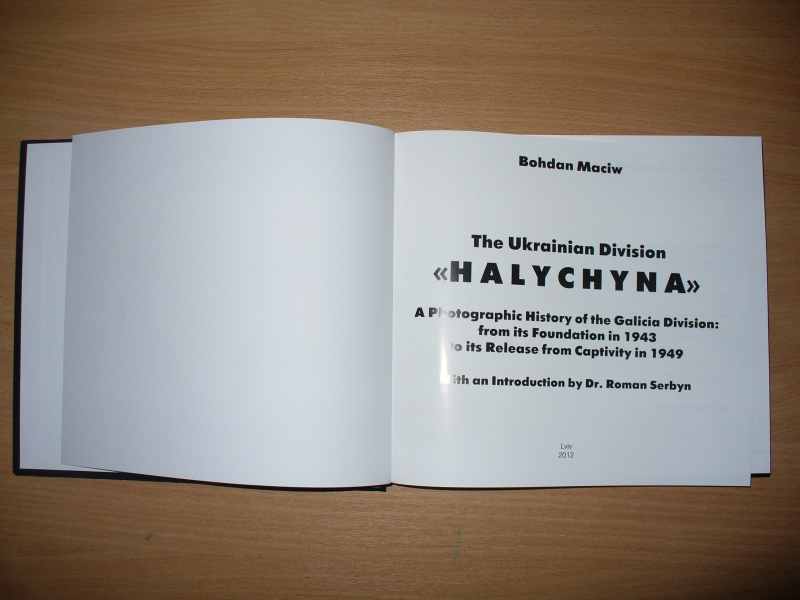 Bohdan Maciw
The Ukrainian Division
«HALYCHYNA»
A Photographic History of the Galicia Division:
from its Foundation in 1943
to its Release from Captivity in 1949
With an Introduction by Dr. Roman Serbyn
Lviv
2012